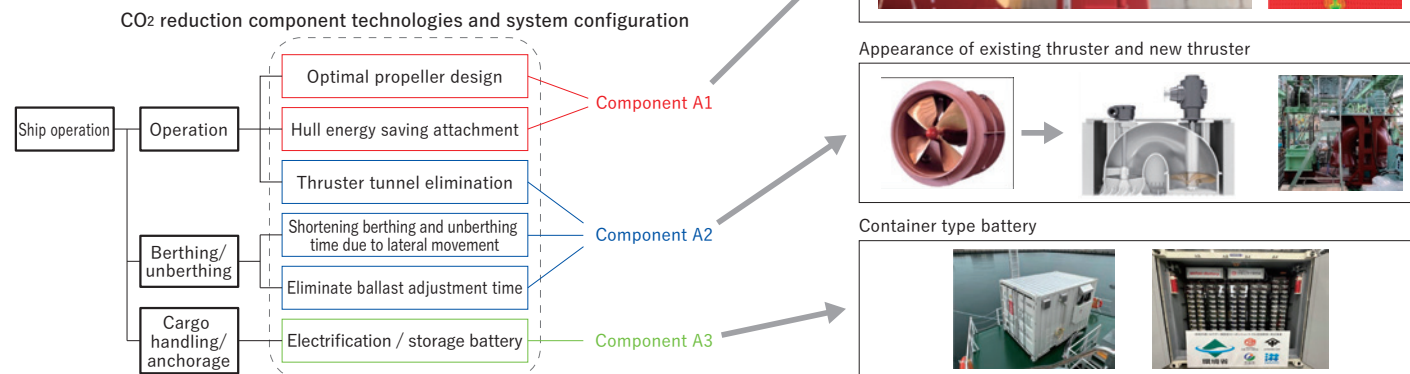 CO2 reduction component technologies and system configuration
Ship operation
Operation
Berthing/
unberthing
Cargo
handling/
anchorage
Optimal propeller design
Hull energy saving attachment
Thruster tunnel elimination
Shortening berthing and unberthing
time due to lateral movement
Eliminate ballast adjustment time
Electrification / storage battery
Component A1
Component A2
Component A3
Appearance of existing thruster and new thruster
Container type battery
環境省